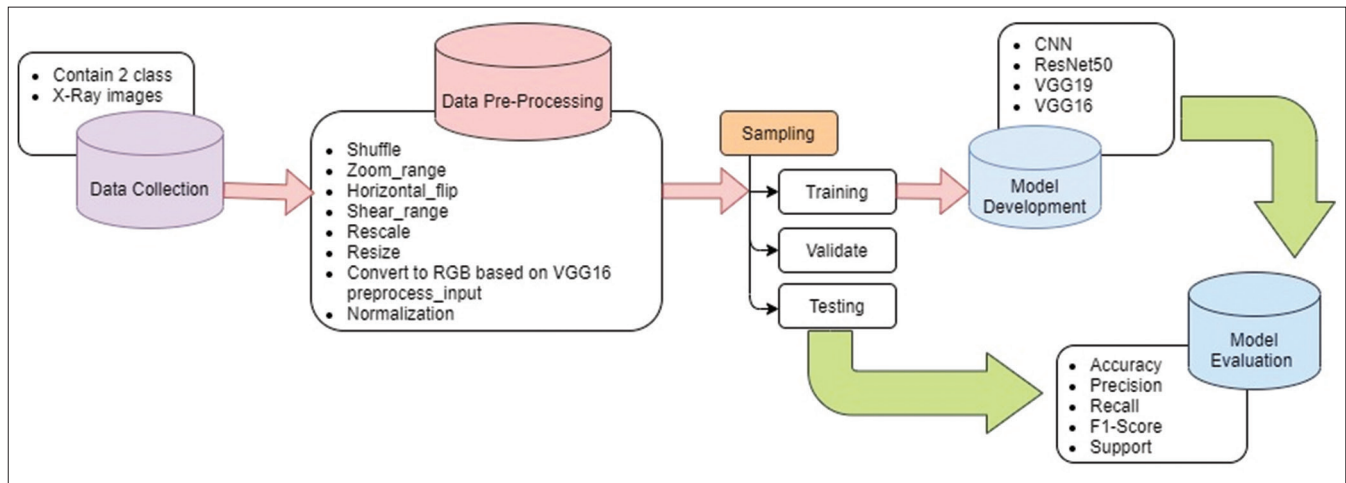 Contain 2 class
X-Ray images
Data Collection
Data Pre-Processing
Shuffle
Zoom_range
Horizontal_flip
Shear_range
Rescale
Resize
Convert to RGB based on VGG16
preprocess_input
Normalization
Sampling
Training
Validate
Testing
CNN
ResNet50
VGG19
VGG16
Model
Development
Model
Evaluation
Accuracy
Precision
Recall
F1-Score
Support